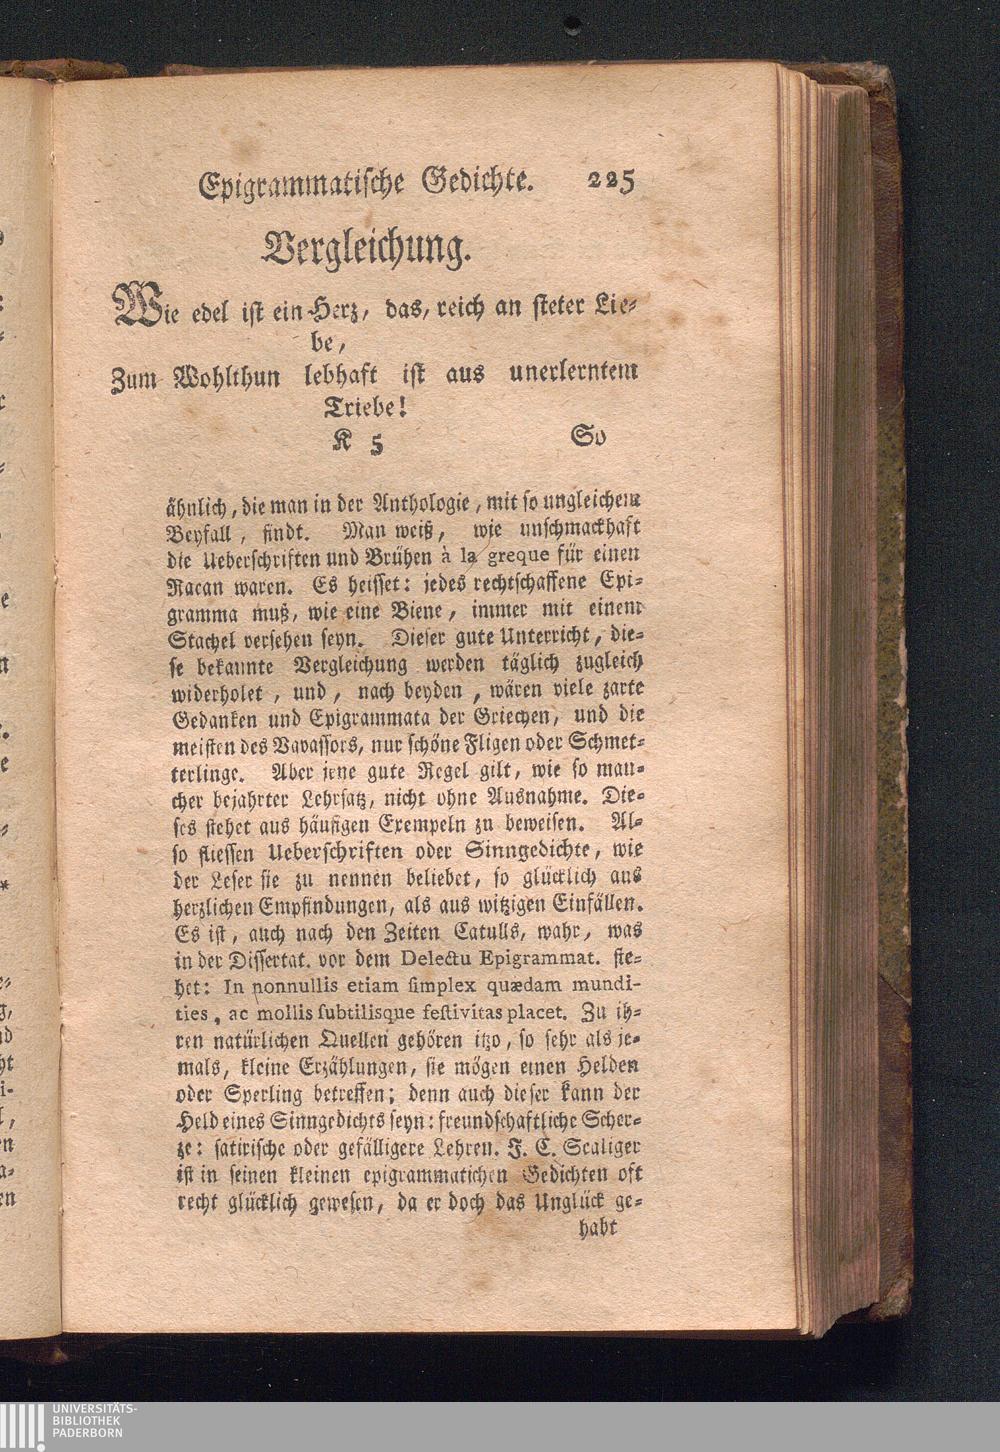 Epigrammatische Gedichte. 225
Vergleichung.
Wie edel ist ein Herz, das, reich an steter Lie-
be,
Zum Wohlthun lebhaft ist aus unerlerntem
Triebe!
K 5 So
ähnlich, die man in der Anthologie, mit so ungleichem
Beyfall, findt. Man weiß, wie unschmackhaft
die Ueberschriften und Brühen à la greque für einen
Racan waren. Es heisset: jedes rechtschaffene Epi-
gramma muß, wie eine Biene, immer mit einem
Stachel versehen seyn. Dieser gute Unterricht, die-
se bekannte Vergleichung werden täglich zugleich
widerholet, und, nach beyden, wären viele zarte
Gedanken und Epigrammata der Griechen, und die
meisten des Vavassors, nur schöne Fligen oder Schmet-
terlinge. Aber jene gute Regel gilt, wie so man-
cher bejahrter Lehrsatz, nicht ohne Ausnahme. Die-
ses stehet aus häufigen Exempeln zu beweisen. Al-
so fliessen Ueberschriften oder Sinngedichte, wie
der Leser sie zu nennen beliebet, so glücklich aus
herzlichen Empfindungen, als aus witzigen Einfällen.
Es ist, auch nach den Zeiten Catulls, wahr, was
in der Dissertat. vor dem Delectu Epigrammat. ste-
het: In nonnullis etiam simplex quædam mundi-
ties, ac mollis subtilisque festivitas placet. Zu ih-
ren natürlichen Quellen gehören itzo, so sehr als je-
mals, kleine Erzählungen, sie mögen einen Helden
oder Sperling betreffen; denn auch dieser kann der
Held eines Sinngedichts seyn: freundschaftliche Scher-
ze: satirische oder gefälligere Lehren. J. C. Scaliger
ist in seinen kleinen epigrammatichen Gedichten oft
recht glücklich gewesen, da er doch das Unglück ge-
habt
UNIVERSITÄTS-
BIBLIOTHEK
PADERBORN